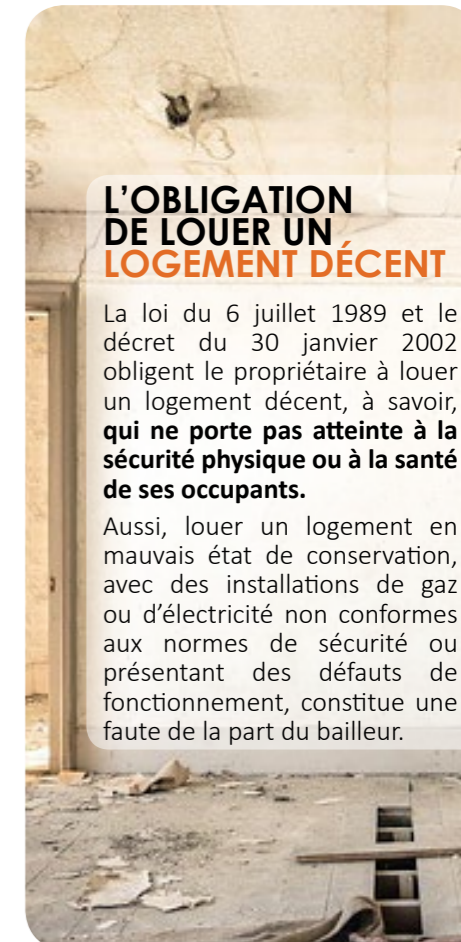 L'OBLIGATION
DE LOUER UN
LOGEMENT DÉCENT
La loi du 6 juillet 1989 et le
décret du 30 janvier 2002
obligent le propriétaire à louer
un logement décent, à savoir,
qui ne porte pas atteinte à la
sécurité physique ou à la santé
de ses occupants.
Aussi, louer un logement en
mauvais état de conservation,
avec des installations de gaz
ou d'électricité non conformes
aux normes de sécurité ou
présentant des défauts de
fonctionnement, constitue une
faute de la part du bailleur.